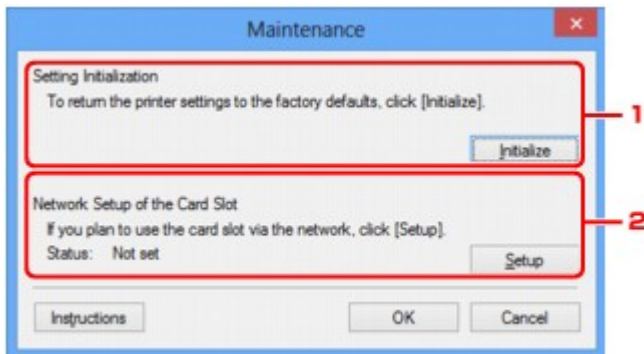 Maintenance
Setting Initialization
To return the printer settings to the factory defaults, click [Initialize].
1
Initialize
Network Setup of the Card Slot
If you plan to use the card slot via the network, click [Setup].
2
Status: Not set
Setup
Instructions OK Cancel